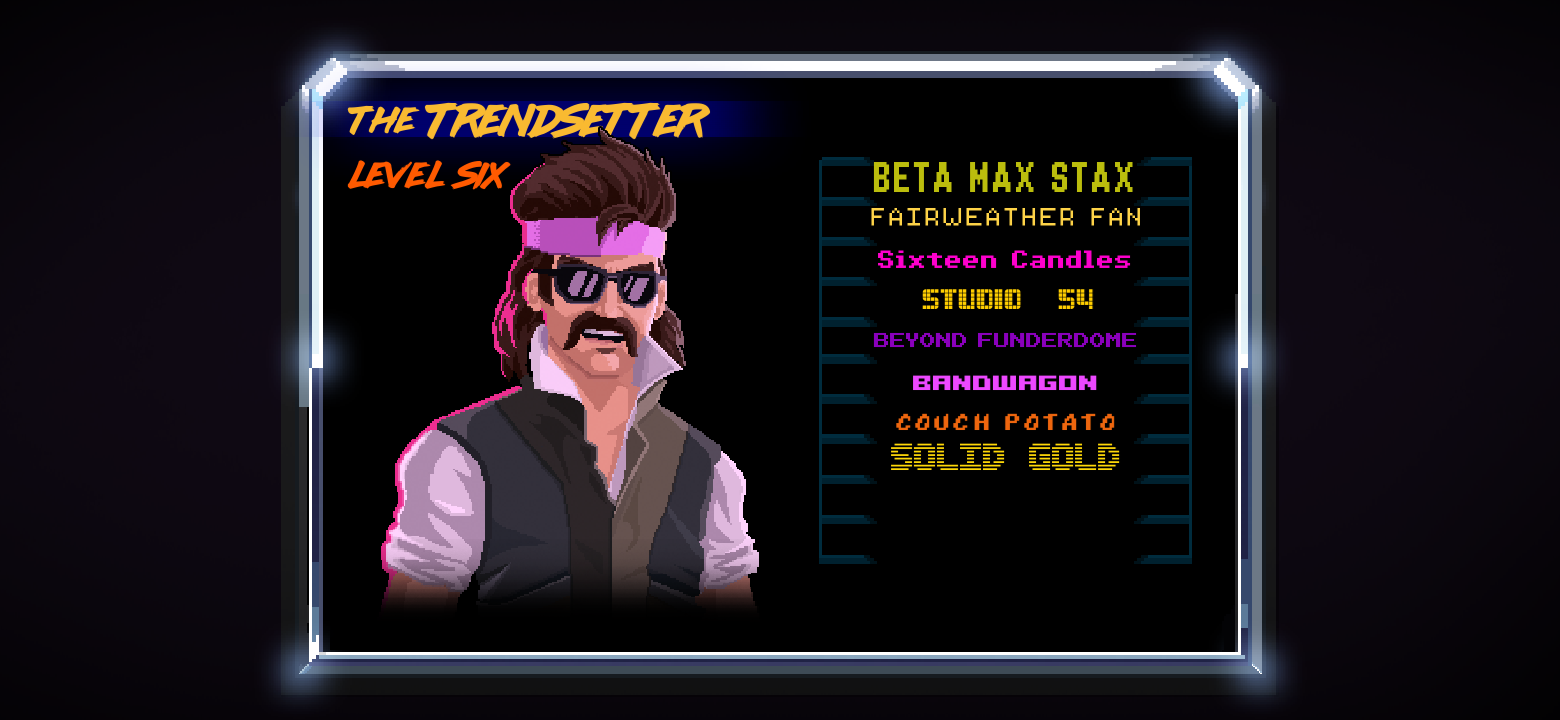 THE TRENDSETTER
LEVEL SIX
BETA MAX STAX
FAIRWEATHER FAN
Sixteen Candles
STUDIO 54
BEYOND FUNDERDOME
BANDWAGON
COUCH POTATO
SOLID GOLD